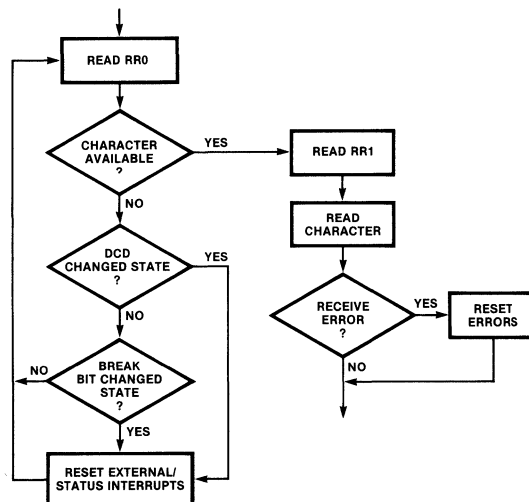 READ RR0
CHARACTER
AVAILABLE
?
YES
NO
READ RR1
READ
CHARACTER
DCD
CHANGED STATE
?
YES
NO
RECEIVE
ERROR
?
YES
NO
RESET
ERRORS
BREAK
BIT CHANGED
STATE
?
NO
YES
RESET EXTERNAL/
STATUS INTERRUPTS